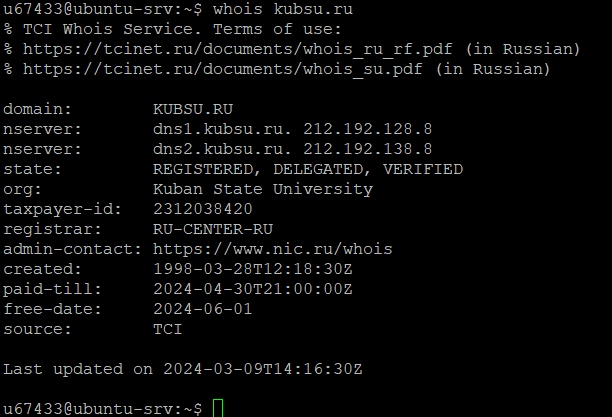 u67433@ubuntu-srv:~$ whois kubsu.ru
% TCI Whois Service. Terms of use:
% https://tcinet.ru/documents/whois_ru_rf.pdf (in Russian)
% https://tcinet.ru/documents/whois_su.pdf (in Russian)

domain:        KUBSU.RU
nserver:       dns1.kubsu.ru. 212.192.128.8
nserver:       dns2.kubsu.ru. 212.192.138.8
state:         REGISTERED, DELEGATED, VERIFIED
org:           Kuban State University
taxpayer-id:   2312038420
registrar:     RU-CENTER-RU
admin-contact: https://www.nic.ru/whois
created:       1998-03-28T12:18:30Z
paid-till:     2024-04-30T21:00:00Z
free-date:     2024-06-01
source:        TCI

Last updated on 2024-03-09T14:16:30Z

u67433@ubuntu-srv:~$